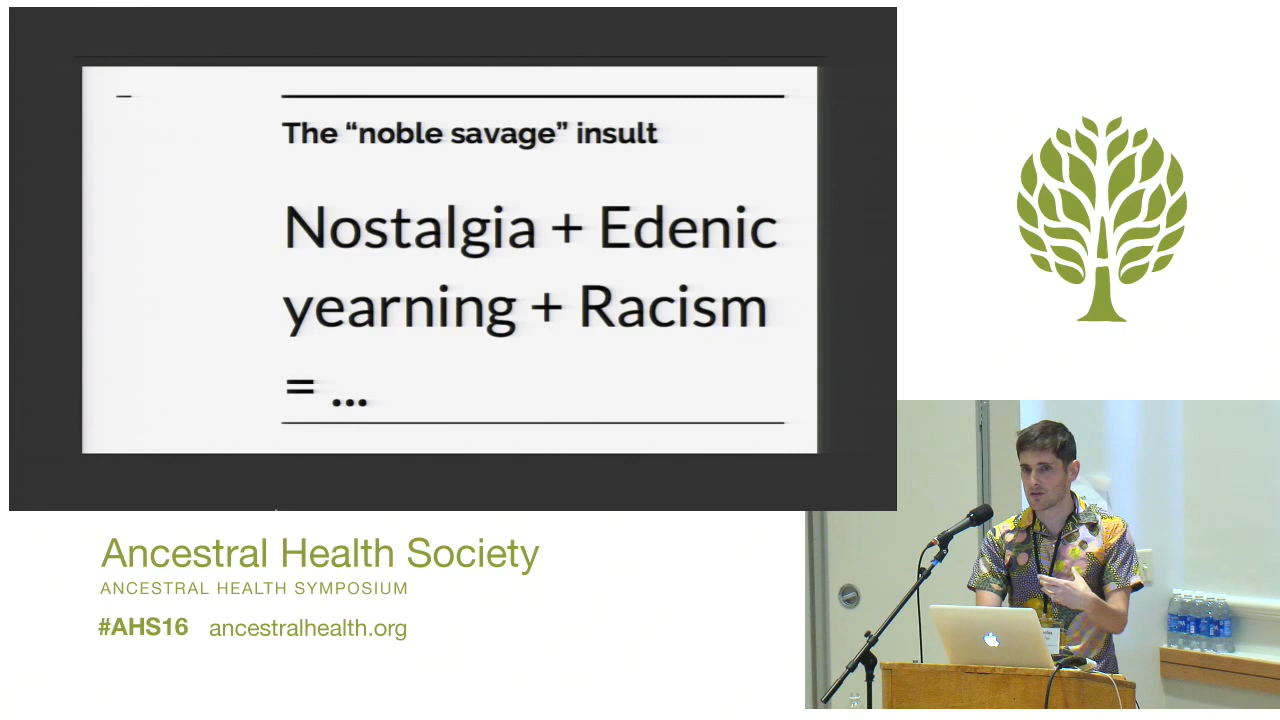 The “noble savage” insult
Nostalgia + Edenic
yearning + Racism
= ...
Ancestral Health Society
ANCESTRAL HEALTH SYMPOSIUM
#AHS16 ancestralhealth.org